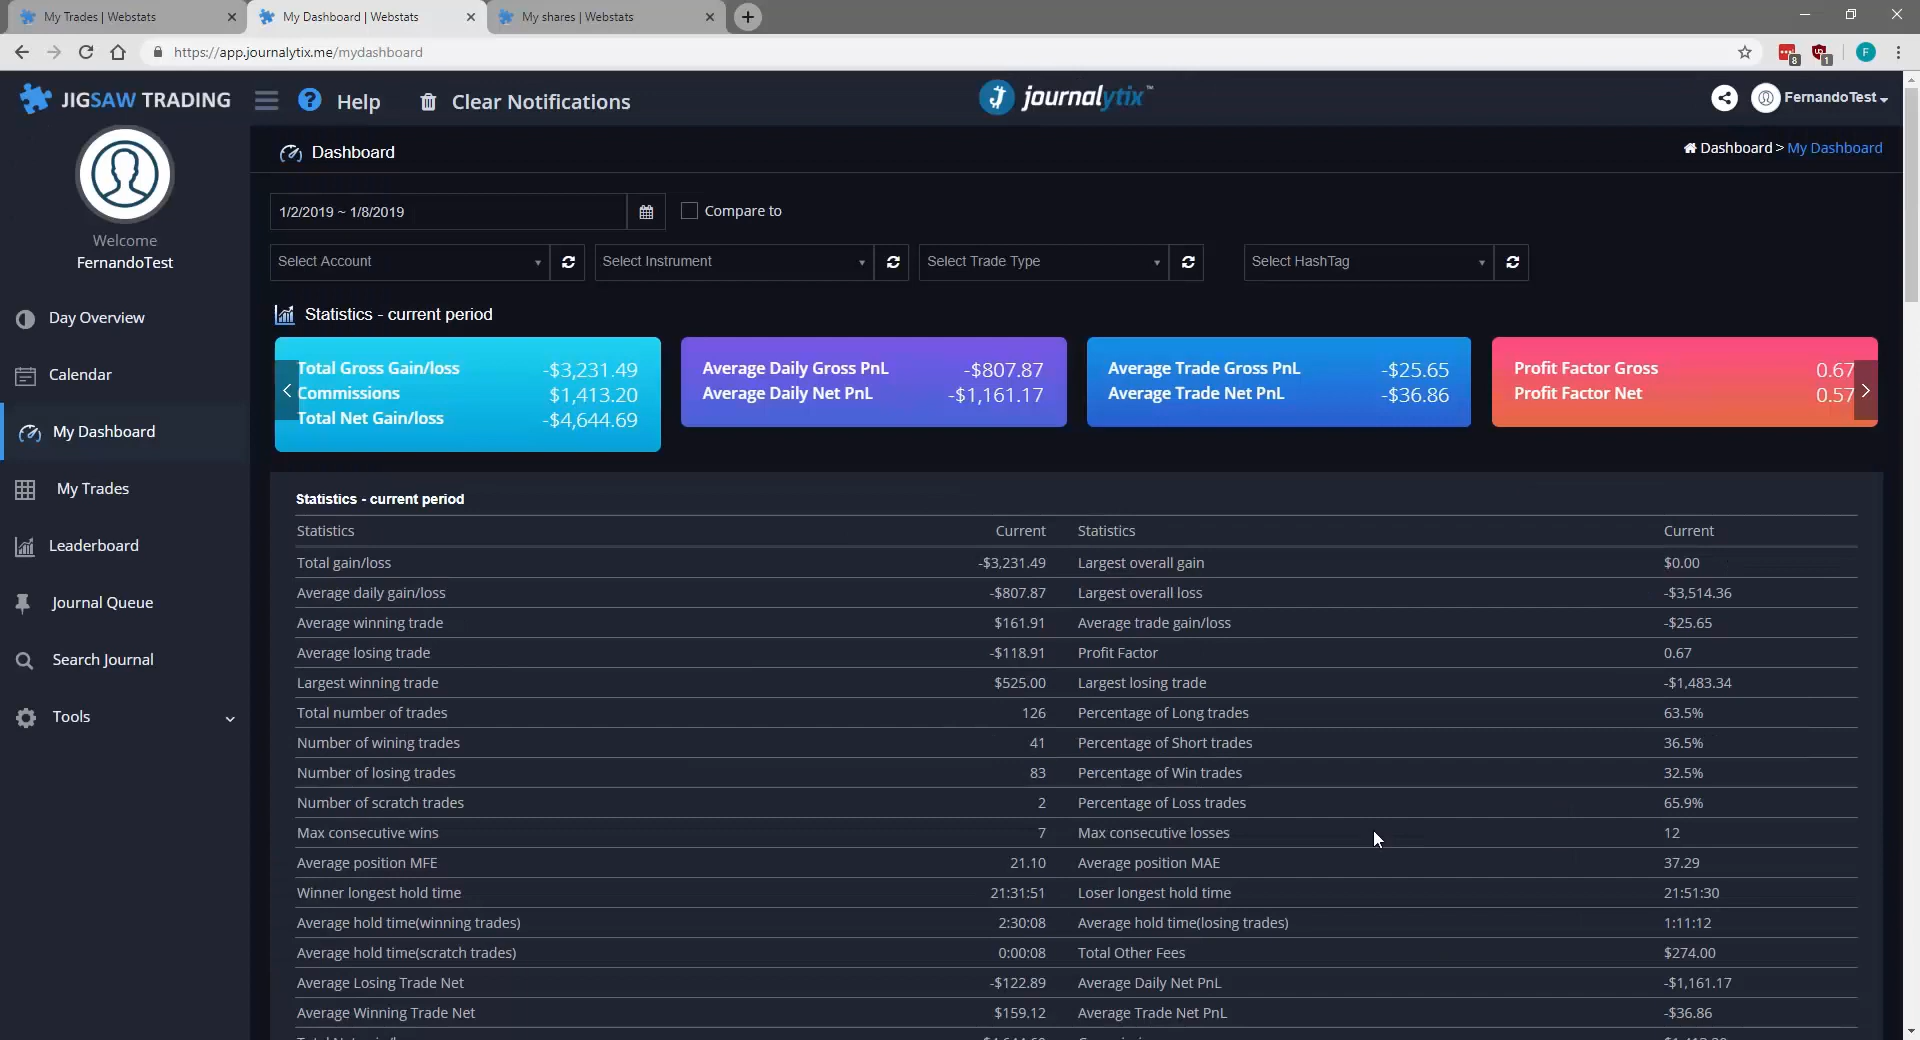 My Trades | Webstats
My Dashboard | Webstats
My shares | Webstats
https://app.journalytix.me/mydashboard
8
1
F
JIGSAW TRADING
Help
Clear Notifications
journalytix™
FernandoTest
Welcome
FernandoTest
Day Overview
Calendar
My Dashboard
My Trades
Leaderboard
Journal Queue
Search Journal
Tools
Dashboard
Dashboard > My Dashboard
1/2/2019 ~ 1/8/2019
Compare to
Select Account
Select Instrument
Select Trade Type
Select HashTag
Statistics - current period
Total Gross Gain/loss -$3,231.49
Commissions $1,413.20
Total Net Gain/loss -$4,644.69
Average Daily Gross PnL -$807.87
Average Daily Net PnL -$1,161.17
Average Trade Gross PnL -$25.65
Average Trade Net PnL -$36.86
Profit Factor Gross 0.67
Profit Factor Net 0.57
Statistics - current period
Statistics Current Statistics Current
Total gain/loss -$3,231.49 Largest overall gain $0.00
Average daily gain/loss -$807.87 Largest overall loss -$3,514.36
Average winning trade $161.91 Average trade gain/loss -$25.65
Average losing trade -$118.91 Profit Factor 0.67
Largest winning trade $525.00 Largest losing trade -$1,483.34
Total number of trades 126 Percentage of Long trades 63.5%
Number of wining trades 41 Percentage of Short trades 36.5%
Number of losing trades 83 Percentage of Win trades 32.5%
Number of scratch trades 2 Percentage of Loss trades 65.9%
Max consecutive wins 7 Max consecutive losses 12
Average position MFE 21.10 Average position MAE 37.29
Winner longest hold time 21:31:51 Loser longest hold time 21:51:30
Average hold time(winning trades) 2:30:08 Average hold time(losing trades) 1:11:12
Average hold time(scratch trades) 0:00:08 Total Other Fees $274.00
Average Losing Trade Net -$122.89 Average Daily Net PnL -$1,161.17
Average Winning Trade Net $159.12 Average Trade Net PnL -$36.86